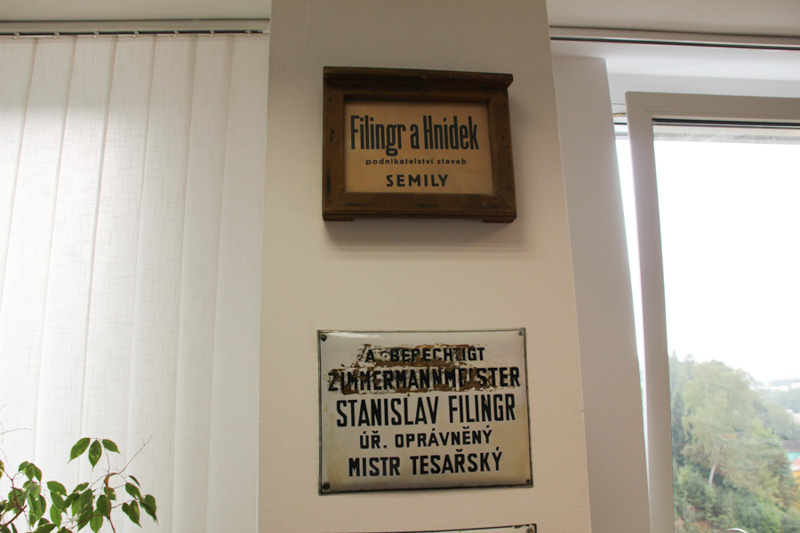 Filingr a Hnídek
podnikatelství staveb
SEMILY
A. BERECHTIGT
ZIMMERMANNMEISTER
STANISLAV FILINGR
ÚŘ. OPRÁVNĚNÝ
MISTR TESAŘSKÝ